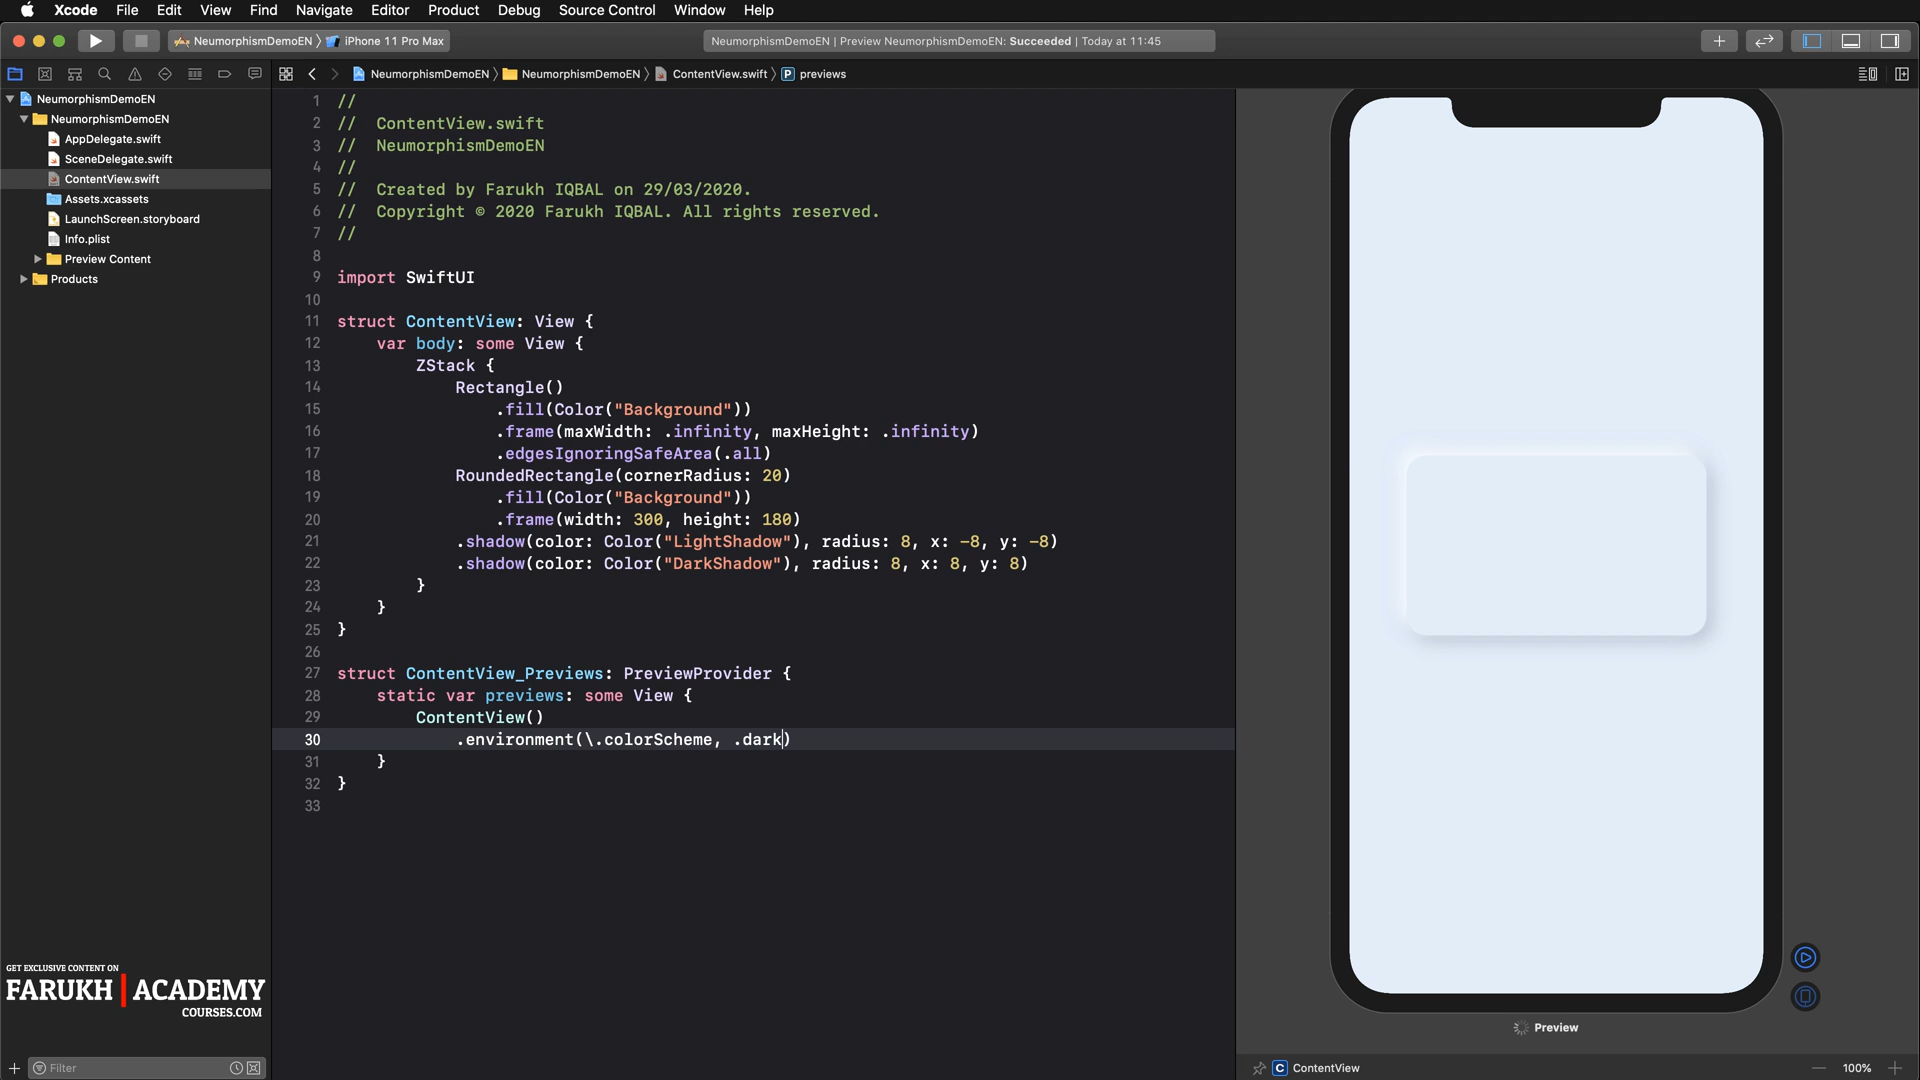 Xcode File Edit View Find Navigate Editor Product Debug Source Control Window Help
NeumorphismDemoEN 〉 iPhone 11 Pro Max
NeumorphismDemoEN | Preview NeumorphismDemoEN: Succeeded | Today at 11:45
NeumorphismDemoEN 〉 NeumorphismDemoEN 〉 ContentView.swift 〉 P previews
NeumorphismDemoEN
NeumorphismDemoEN
AppDelegate.swift
SceneDelegate.swift
ContentView.swift
Assets.xcassets
LaunchScreen.storyboard
Info.plist
Preview Content
Products
1 //
2 //  ContentView.swift
3 //  NeumorphismDemoEN
4 //
5 //  Created by Farukh IQBAL on 29/03/2020.
6 //  Copyright © 2020 Farukh IQBAL. All rights reserved.
7 //
8
9 import SwiftUI
10
11 struct ContentView: View {
12     var body: some View {
13         ZStack {
14             Rectangle()
15                 .fill(Color("Background"))
16                 .frame(maxWidth: .infinity, maxHeight: .infinity)
17                 .edgesIgnoringSafeArea(.all)
18             RoundedRectangle(cornerRadius: 20)
19                 .fill(Color("Background"))
20                 .frame(width: 300, height: 180)
21             .shadow(color: Color("LightShadow"), radius: 8, x: -8, y: -8)
22             .shadow(color: Color("DarkShadow"), radius: 8, x: 8, y: 8)
23         }
24     }
25 }
26
27 struct ContentView_Previews: PreviewProvider {
28     static var previews: some View {
29         ContentView()
30             .environment(\.colorScheme, .dark)
31     }
32 }
33
GET EXCLUSIVE CONTENT ON
FARUKH | ACADEMY
COURSES.COM
Filter
Preview
C ContentView
100%